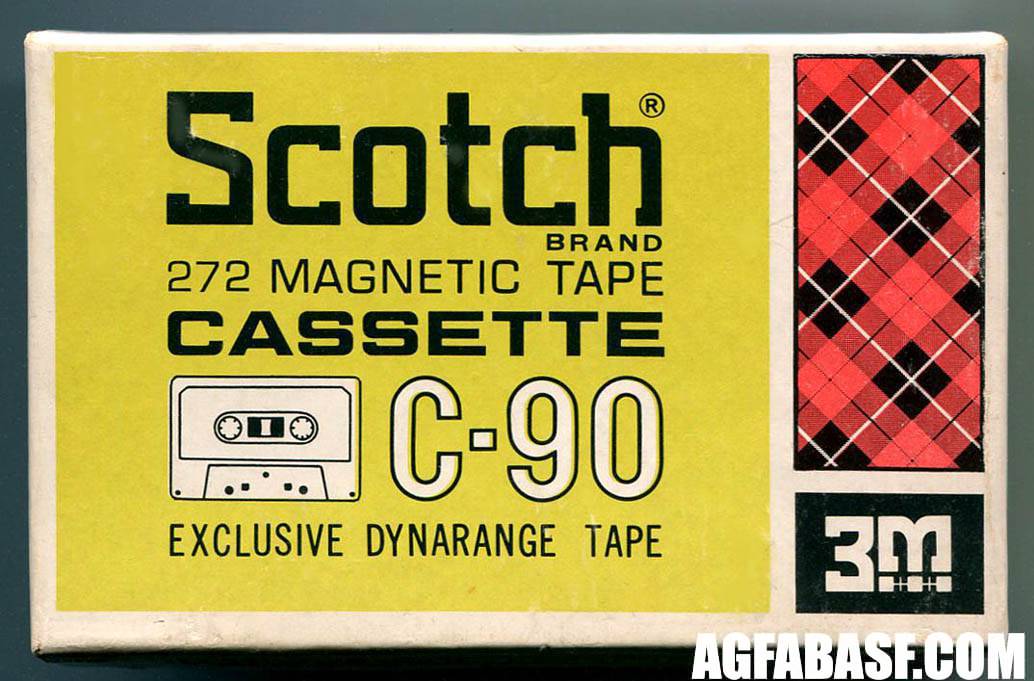 Scotch®
BRAND
272 MAGNETIC TAPE
CASSETTE
C-90
EXCLUSIVE DYNARANGE TAPE
3M
AGFABASF.COM